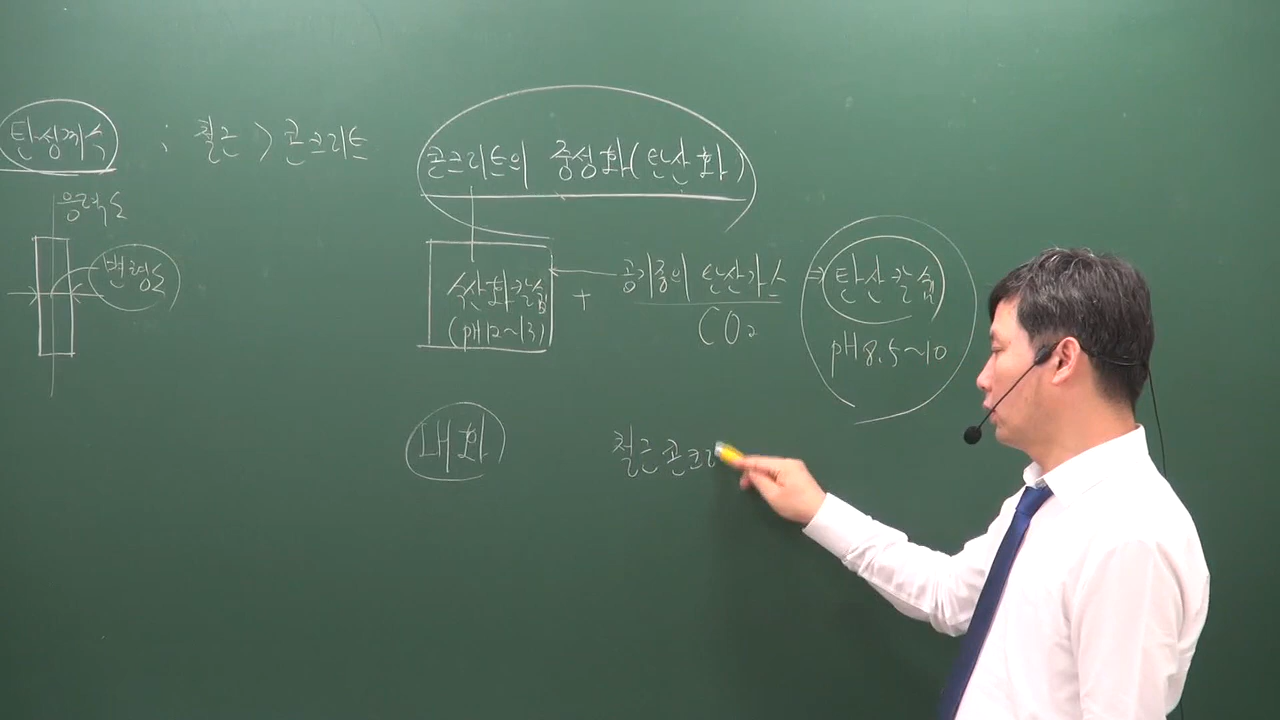 탄성계수 ; 철근 > 콘크리트
응력도
변형도
콘크리트의 중성화(탄산화)
수산화칼슘 + 공기중의 탄산가스 ⇒ 탄산칼슘
(pH12~13) CO₂ pH 8.5~10
내화 철근콘크리